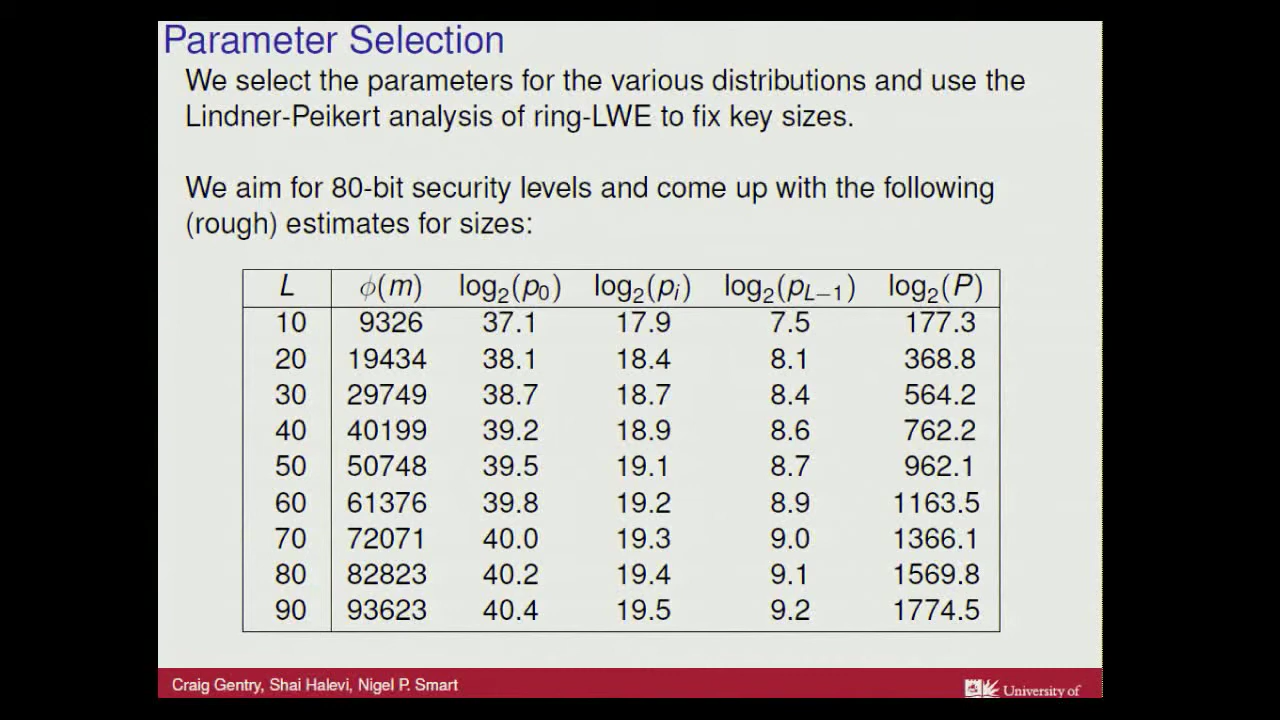 Parameter Selection
We select the parameters for the various distributions and use the
Lindner-Peikert analysis of ring-LWE to fix key sizes.
We aim for 80-bit security levels and come up with the following
(rough) estimates for sizes:
L ϕ(m) log₂(p₀) log₂(pᵢ) log₂(p_{L−1}) log₂(P)
10 9326 37.1 17.9 7.5 177.3
20 19434 38.1 18.4 8.1 368.8
30 29749 38.7 18.7 8.4 564.2
40 40199 39.2 18.9 8.6 762.2
50 50748 39.5 19.1 8.7 962.1
60 61376 39.8 19.2 8.9 1163.5
70 72071 40.0 19.3 9.0 1366.1
80 82823 40.2 19.4 9.1 1569.8
90 93623 40.4 19.5 9.2 1774.5
Craig Gentry, Shai Halevi, Nigel P. Smart
University of